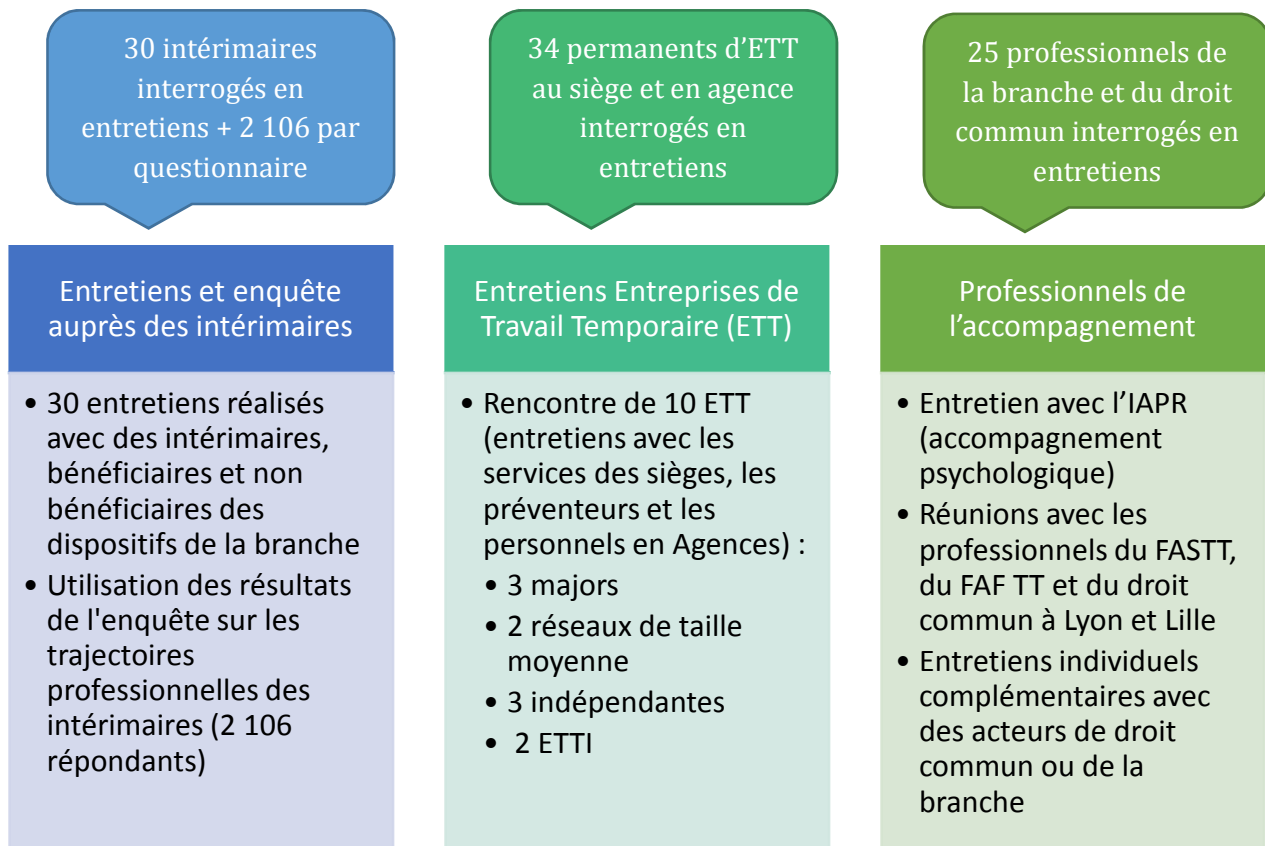 30 intérimaires
interrogés en
entretiens + 2 106 par
questionnaire
34 permanents d’ETT
au siège et en agence
interrogés en
entretiens
25 professionnels de
la branche et du droit
commun interrogés en
entretiens
Entretiens et enquête
auprès des intérimaires
• 30 entretiens réalisés
avec des intérimaires,
bénéficiaires et non
bénéficiaires des
dispositifs de la branche
• Utilisation des résultats
de l'enquête sur les
trajectoires
professionnelles des
intérimaires (2 106
répondants)
Entretiens Entreprises de
Travail Temporaire (ETT)
• Rencontre de 10 ETT
(entretiens avec les
services des sièges, les
préventeurs et les
personnels en Agences) :
• 3 majors
• 2 réseaux de taille
moyenne
• 3 indépendantes
• 2 ETTI
Professionnels de
l’accompagnement
• Entretien avec l’IAPR
(accompagnement
psychologique)
• Réunions avec les
professionnels du FASTT,
du FAF TT et du droit
commun à Lyon et Lille
• Entretiens individuels
complémentaires avec
des acteurs de droit
commun ou de la
branche